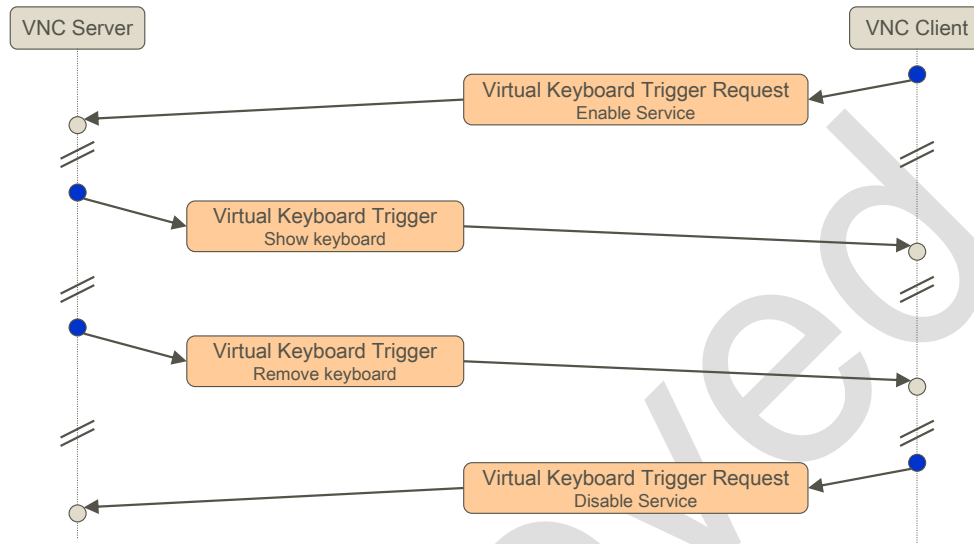 VNC Server
VNC Client
Virtual Keyboard Trigger Request
Enable Service
Virtual Keyboard Trigger
Show keyboard
Virtual Keyboard Trigger
Remove keyboard
Virtual Keyboard Trigger Request
Disable Service
oved